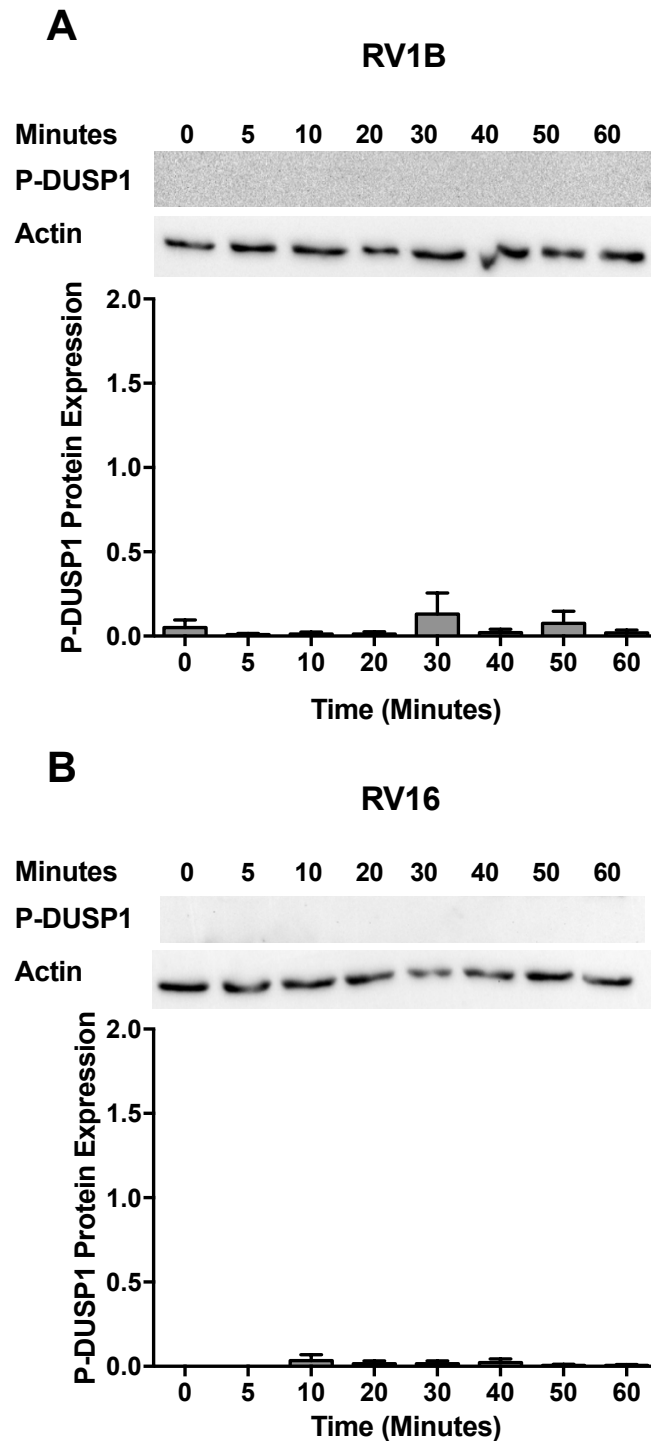 A
RV1B
Minutes 0 5 10 20 30 40 50 60
P-DUSP1
Actin
P-DUSP1 Protein Expression
2.0
1.5
1.0
0.5
0.0
0 5 10 20 30 40 50 60
Time (Minutes)
B
RV16
Minutes 0 5 10 20 30 40 50 60
P-DUSP1
Actin
P-DUSP1 Protein Expression
2.0
1.5
1.0
0.5
0.0
0 5 10 20 30 40 50 60
Time (Minutes)